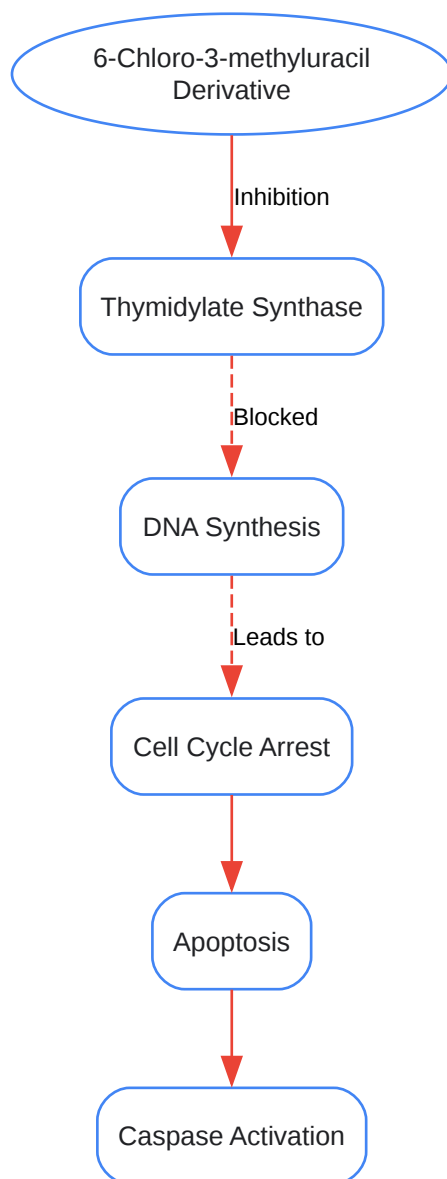 6-Chloro-3-methyluracil
Derivative
Inhibition
Thymidylate Synthase
Blocked
DNA Synthesis
Leads to
Cell Cycle Arrest
Apoptosis
Caspase Activation